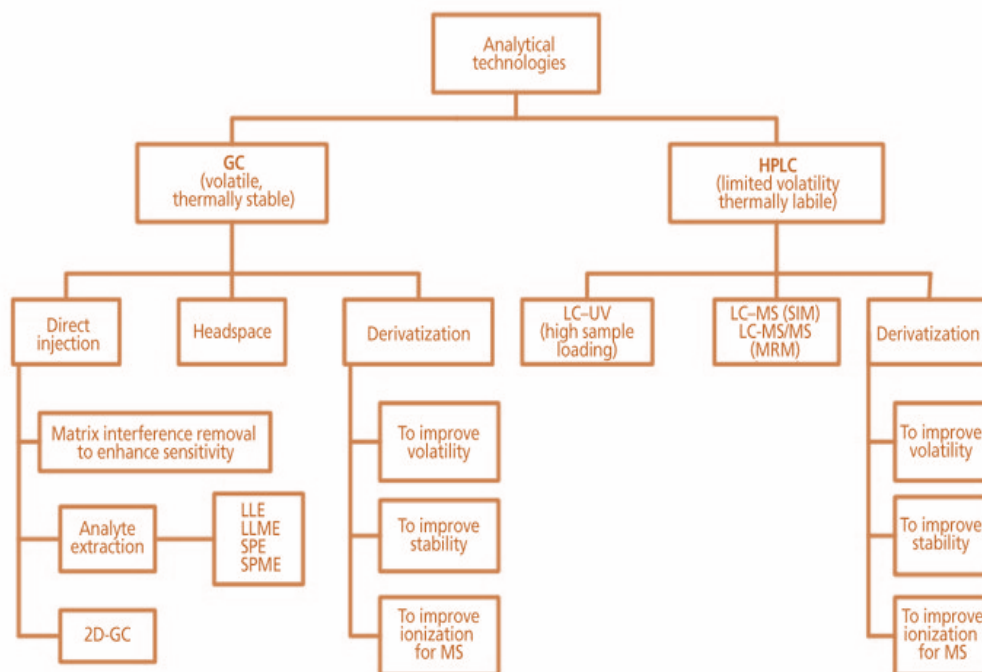 Analytical
technologies
GC
(volatile,
thermally stable)
HPLC
(limited volatility
thermally labile)
Direct
injection
Headspace
Derivatization
LC–UV
(high sample
loading)
LC–MS (SIM)
LC-MS/MS
(MRM)
Derivatization
Matrix interference removal
to enhance sensitivity
Analyte
extraction
LLE
LLME
SPE
SPME
2D-GC
To improve
volatility
To improve
stability
To improve
ionization
for MS
To improve
volatility
To improve
stability
To improve
ionization
for MS